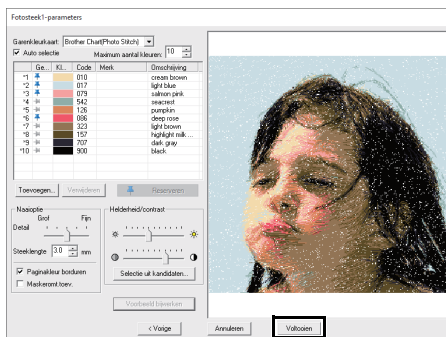 Fotosteek1-parameters
Garenkleurkaart: Brother Chart(Photo Stitch)
Auto selectie Maximum aantal kleuren: 10
Ge... Kl... Code Merk Omschrijving
*1 010 cream brown
*2 017 light blue
*3 079 salmon pink
*4 542 seacrest
*5 126 pumpkin
*6 086 deep rose
*7 323 light brown
*8 157 highlight milk ...
*9 707 dark gray
*10 900 black
Toevoegen... Verwijderen Reserveren
Naaioptie Helderheid/contrast
Grof Fijn
Detail
Steeklengte 3.0 mm
Paginakleur borduren
Maskeromt.toev.
Selectie uit kandidaten...
Voorbeeld bijwerken
< Vorige Annuleren Voltooien